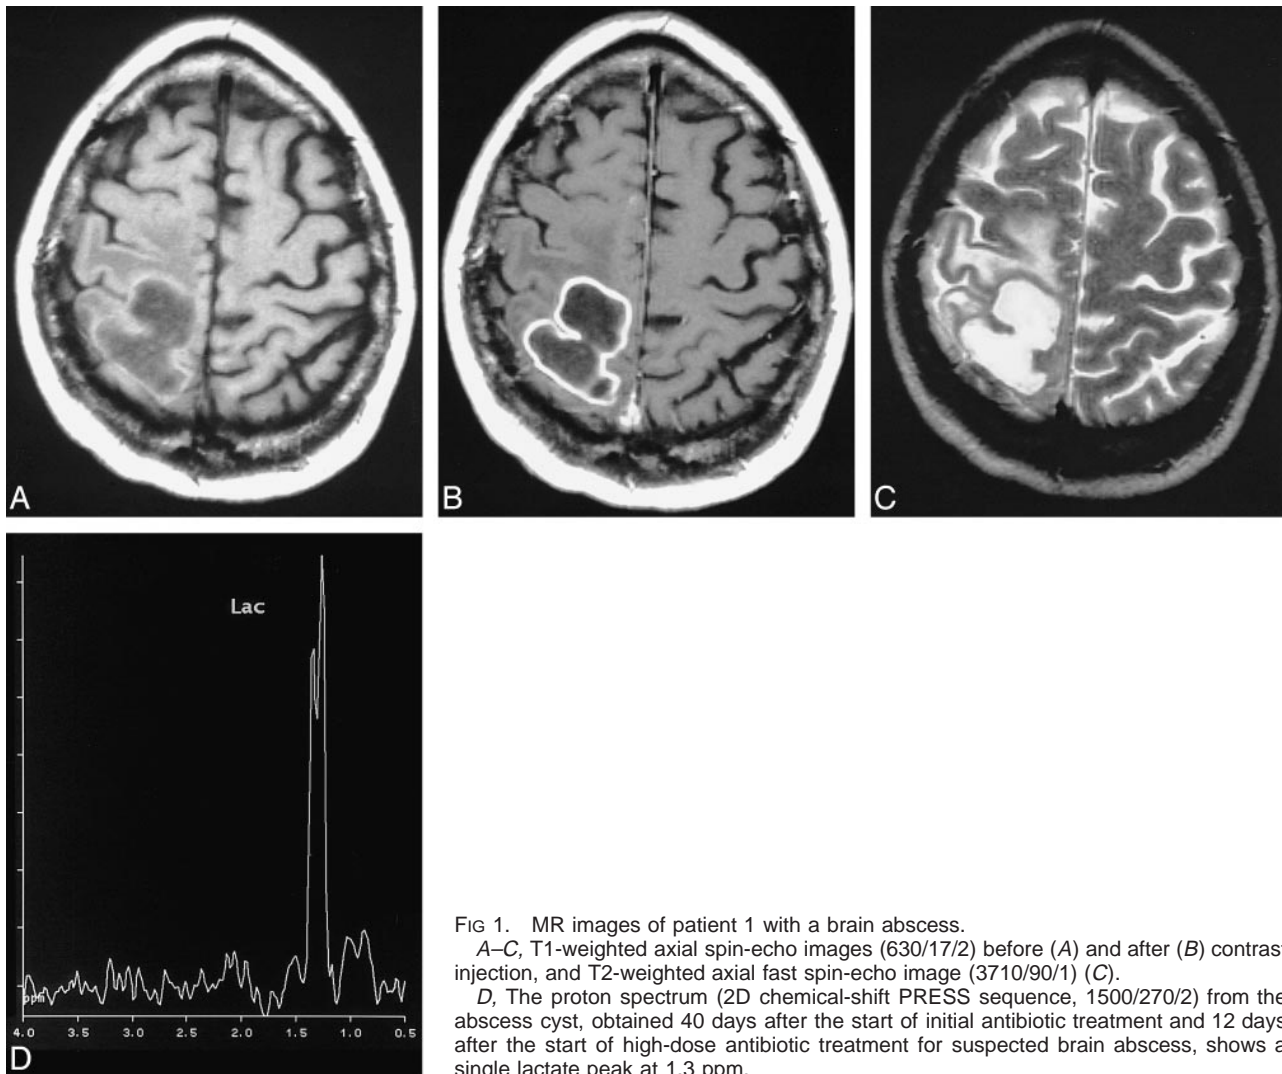 A
B
C
Lac
ppm
4.0 3.5 3.0 2.5 2.0 1.5 1.0 0.5
D
FIG 1. MR images of patient 1 with a brain abscess.
A–C, T1-weighted axial spin-echo images (630/17/2) before (A) and after (B) contrast
injection, and T2-weighted axial fast spin-echo image (3710/90/1) (C).
D, The proton spectrum (2D chemical-shift PRESS sequence, 1500/270/2) from the
abscess cyst, obtained 40 days after the start of initial antibiotic treatment and 12 days
after the start of high-dose antibiotic treatment for suspected brain abscess, shows a
single lactate peak at 1.3 ppm.